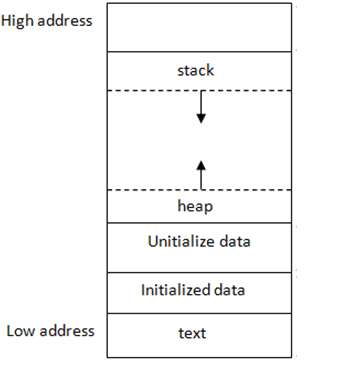 High address
stack
heap
Unitialize data
Initialized data
Low address
text